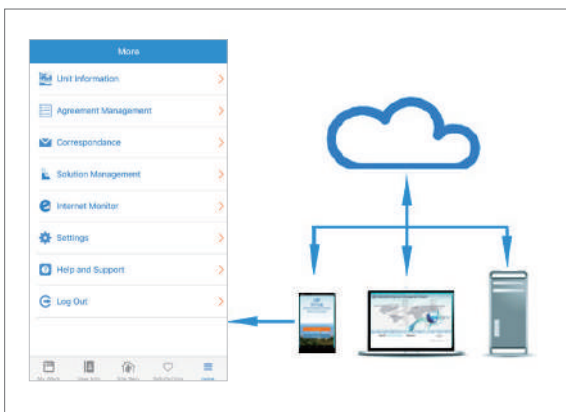 More
Unit Information
Agreement Management
Correspondance
Solution Management
Internet Monitor
Settings
Help and Support
Log Out